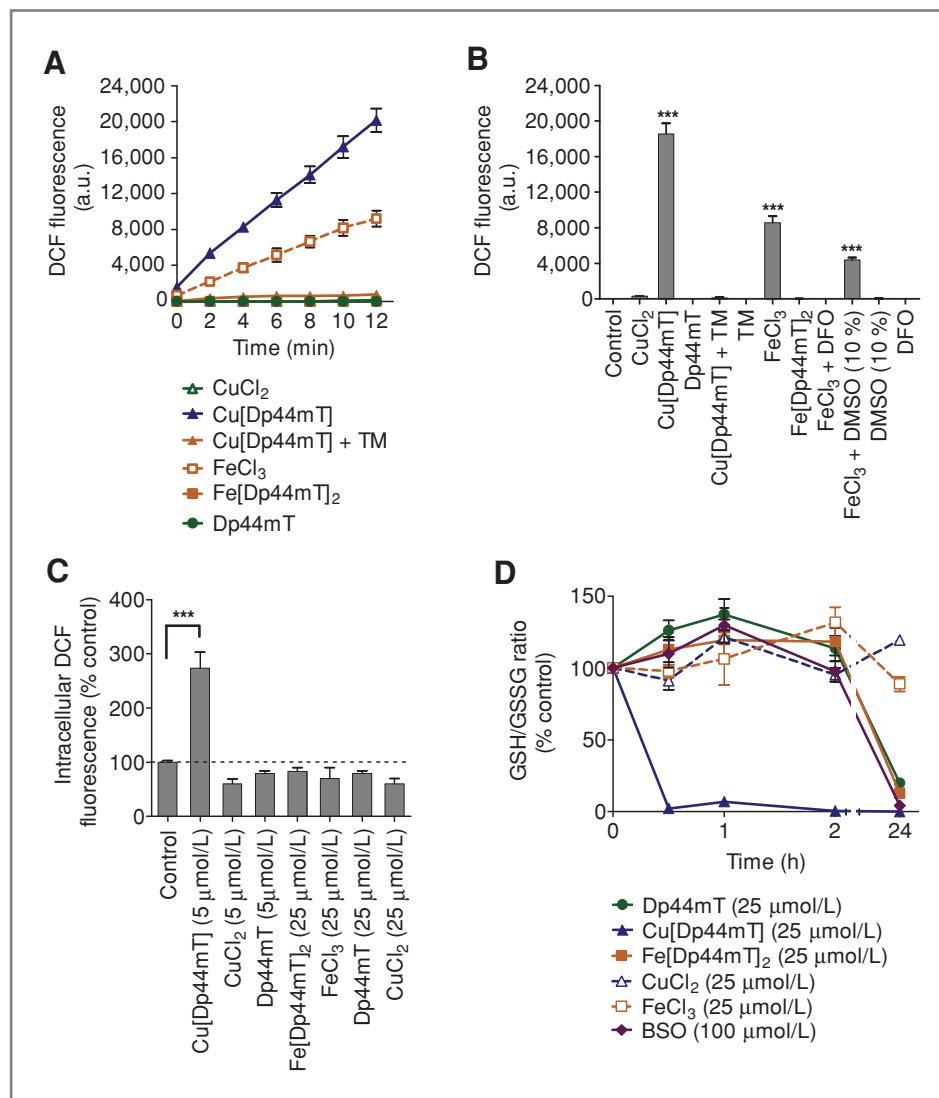 A
DCF fluorescence
(a.u.)
24,000
20,000
16,000
12,000
8,000
4,000
0
0 2 4 6 8 10 12
Time (min)
CuCl2
Cu[Dp44mT]
Cu[Dp44mT] + TM
FeCl3
Fe[Dp44mT]2
Dp44mT
B
DCF fluorescence
(a.u.)
24,000
20,000
16,000
12,000
8,000
4,000
0
***
***
***
Control
CuCl2
Cu[Dp44mT]
Dp44mT
Cu[Dp44mT] + TM
TM
FeCl3
Fe[Dp44mT]2
FeCl3 + DFO
FeCl3 + DMSO (10 %)
DMSO (10 %)
DFO
C
Intracellular DCF
fluorescence (% control)
400
300
200
100
0
***
Control
Cu[Dp44mT] (5 μmol/L)
CuCl2 (5 μmol/L)
Dp44mT (5μmol/L)
Fe[Dp44mT]2 (25 μmol/L)
FeCl3 (25 μmol/L)
Dp44mT (25 μmol/L)
CuCl2 (25 μmol/L)
D
GSH/GSSG ratio
(% control)
150
100
50
0
0 1 2 24
Time (h)
Dp44mT (25 μmol/L)
Cu[Dp44mT] (25 μmol/L)
Fe[Dp44mT]2 (25 μmol/L)
CuCl2 (25 μmol/L)
FeCl3 (25 μmol/L)
BSO (100 μmol/L)